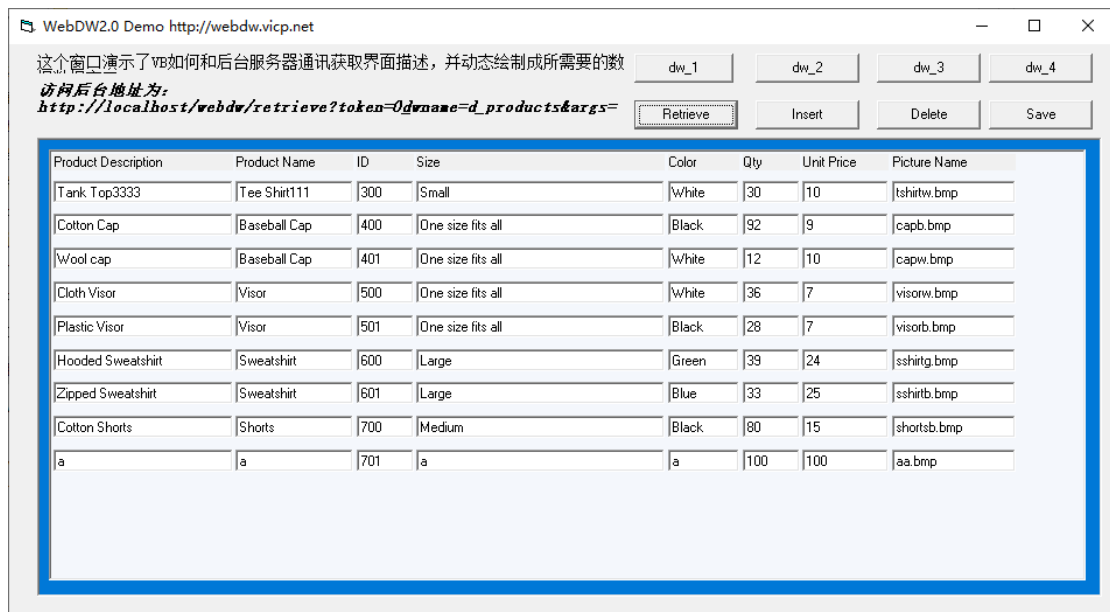 WebDW2.0 Demo http://webdw.vicp.net
这个窗口演示了VB如何和后台服务器通讯获取界面描述，并动态绘制成所需要的数
访问后台地址为：
http://localhost/webdw/retrieve?token=0dwname=d_products&args=
dw_1 dw_2 dw_3 dw_4
Retrieve Insert Delete Save
Product Description Product Name ID Size Color Qty Unit Price Picture Name
Tank Top3333 Tee Shirt111 300 Small White 30 10 tshirtw.bmp
Cotton Cap Baseball Cap 400 One size fits all Black 92 9 capb.bmp
Wool cap Baseball Cap 401 One size fits all White 12 10 capw.bmp
Cloth Visor Visor 500 One size fits all White 36 7 visorw.bmp
Plastic Visor Visor 501 One size fits all Black 28 7 visorb.bmp
Hooded Sweatshirt Sweatshirt 600 Large Green 39 24 sshirtg.bmp
Zipped Sweatshirt Sweatshirt 601 Large Blue 33 25 sshirtb.bmp
Cotton Shorts Shorts 700 Medium Black 80 15 shortsb.bmp
a a 701 a a 100 100 aa.bmp